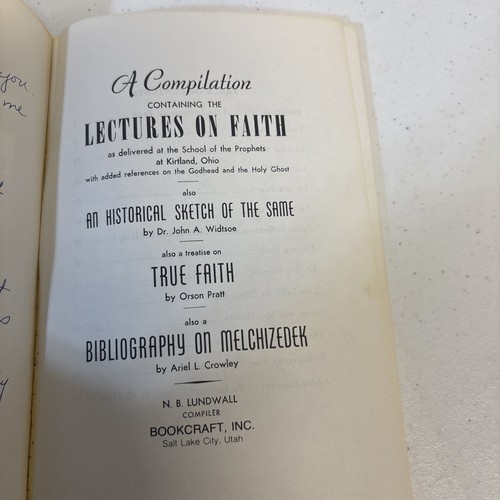 you.
me
A Compilation
CONTAINING THE
LECTURES ON FAITH
as delivered at the School of the Prophets
at Kirtland, Ohio
with added references on the Godhead and the Holy Ghost
also
AN HISTORICAL SKETCH OF THE SAME
by Dr. John A. Widtsoe
also a treatise on
TRUE FAITH
by Orson Pratt
also a
BIBLIOGRAPHY ON MELCHIZEDEK
by Ariel L. Crowley
N. B. LUNDWALL
COMPILER
BOOKCRAFT, INC.
Salt Lake City, Utah